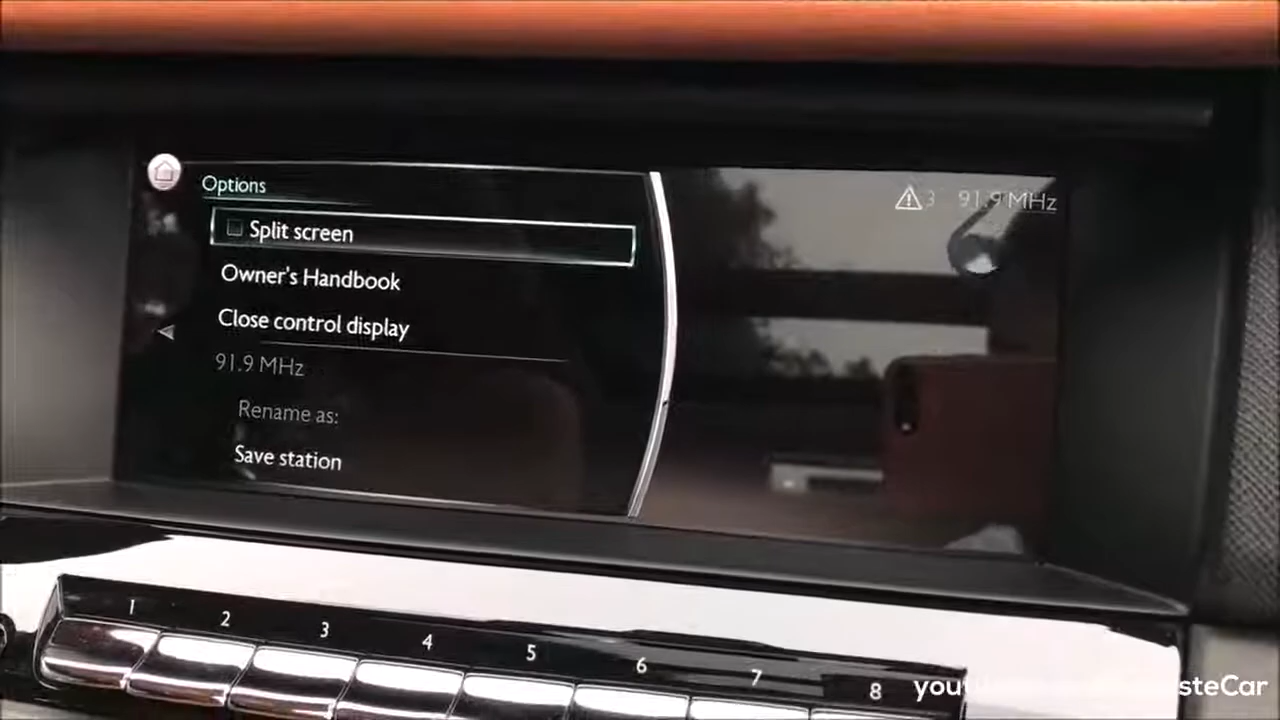 Options
3 91.9 MHz
Split screen
Owner's Handbook
Close control display
91.9 MHz
Rename as:
Save station
1 2 3 4 5 6 7 8